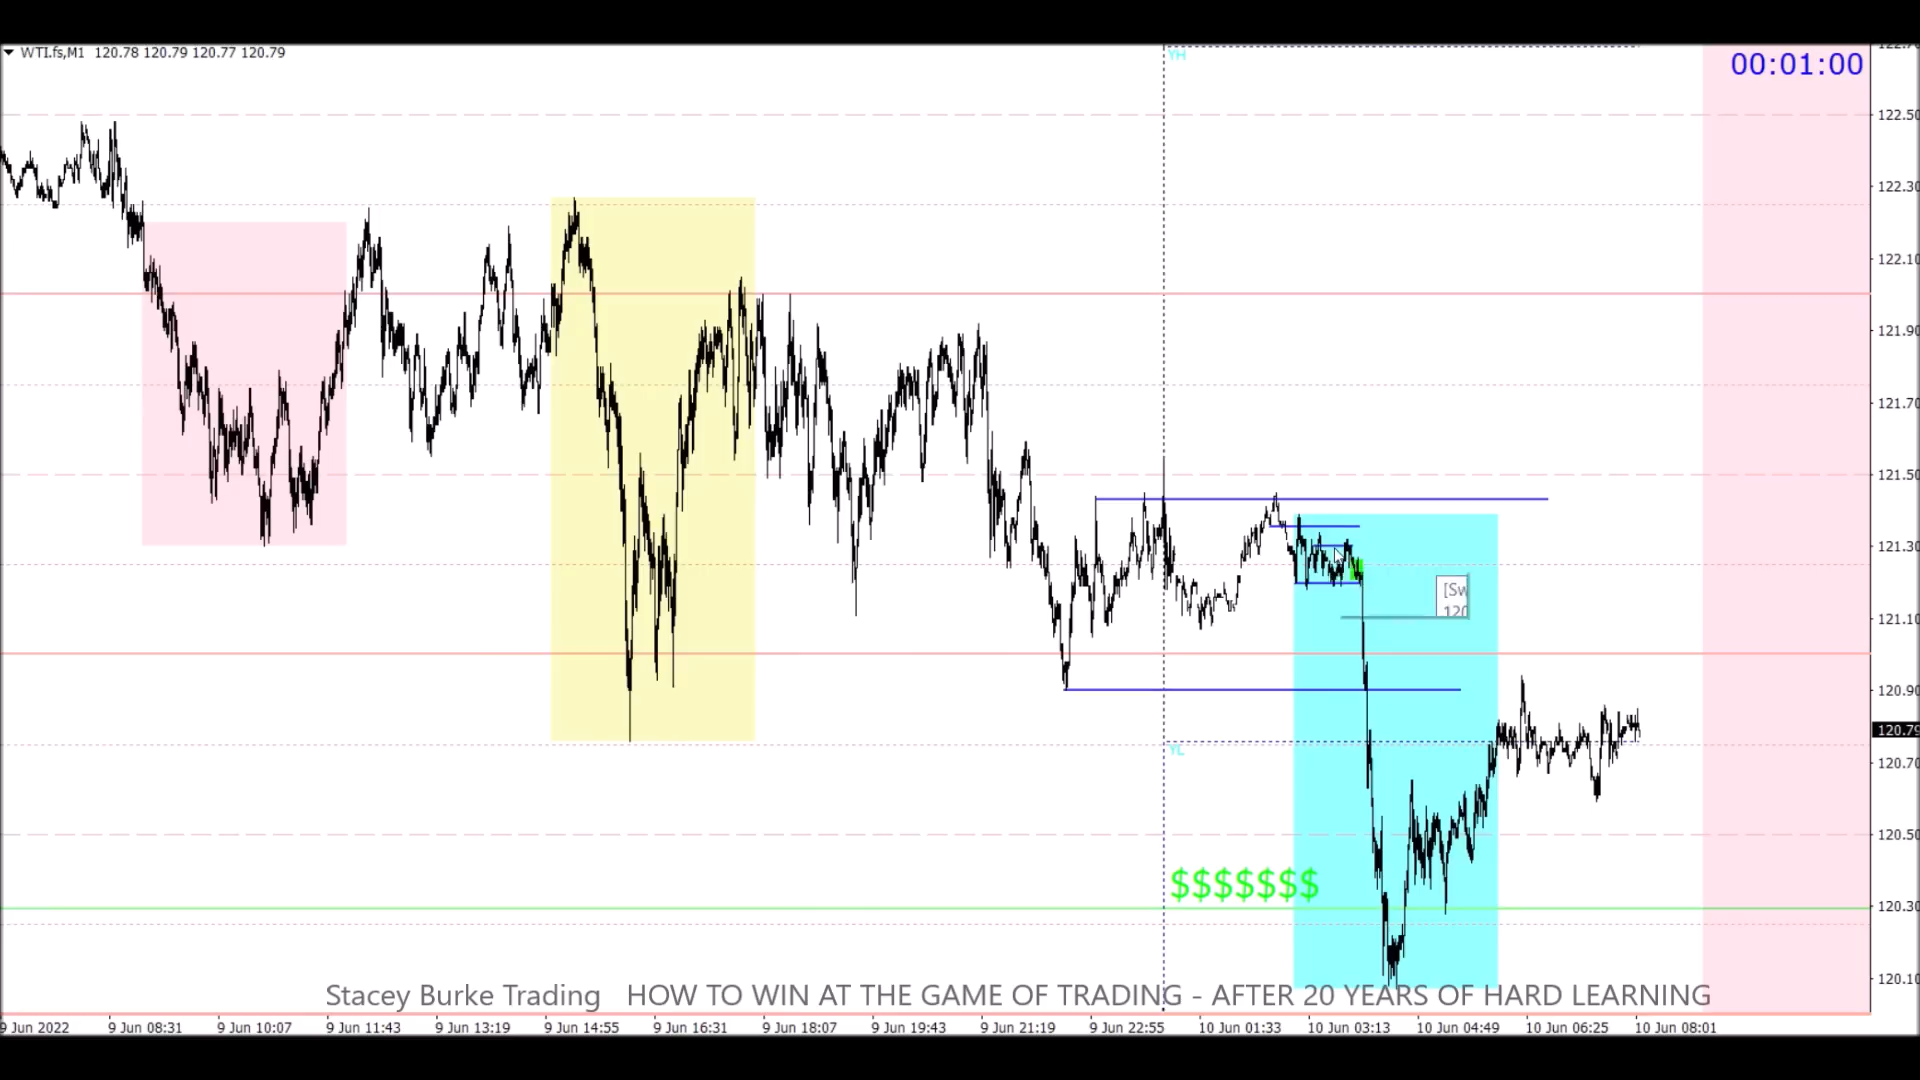 WTI.fs,M1 120.78 120.79 120.77 120.79
YH
00:01:00
122.50
122.30
122.10
121.90
121.70
121.50
121.30
[Sw
120
121.10
120.90
120.79
YL
120.70
120.50
$$$$$$$
120.30
120.10
Stacey Burke Trading HOW TO WIN AT THE GAME OF TRADING - AFTER 20 YEARS OF HARD LEARNING
9 Jun 2022 9 Jun 08:31 9 Jun 10:07 9 Jun 11:43 9 Jun 13:19 9 Jun 14:55 9 Jun 16:31 9 Jun 18:07 9 Jun 19:43 9 Jun 21:19 9 Jun 22:55 10 Jun 01:33 10 Jun 03:13 10 Jun 04:49 10 Jun 06:25 10 Jun 08:01